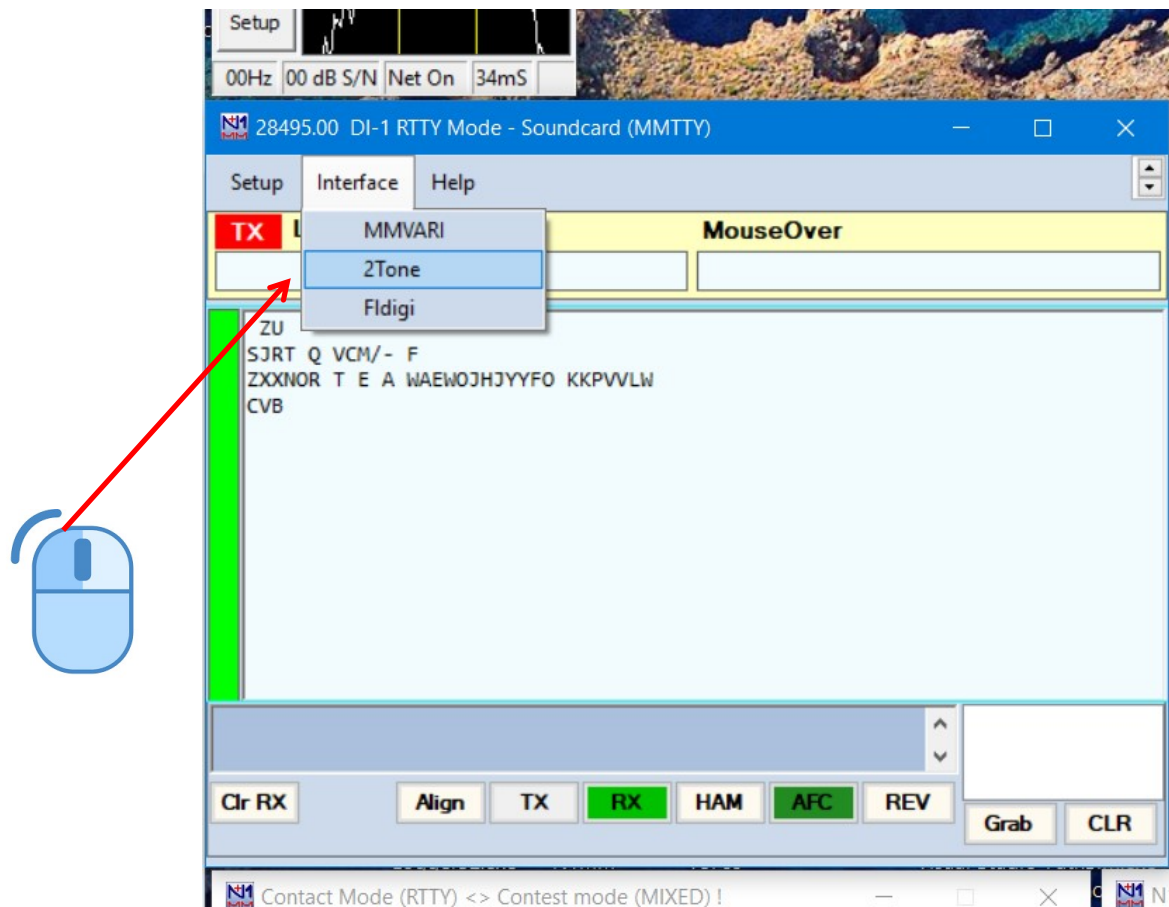 Setup
00Hz 00 dB S/N Net On 34mS
28495.00 DI-1 RTTY Mode - Soundcard (MMTTY)
Setup Interface Help
TX MouseOver
MMVARI
2Tone
Fldigi
ZU
SJRT Q VCM/- F
ZXXNOR T E A WAEWOJHJYYFO KKPVVLW
CVB
Clr RX Align TX RX HAM AFC REV
Grab CLR
Contact Mode (RTTY) <> Contest mode (MIXED) ! N